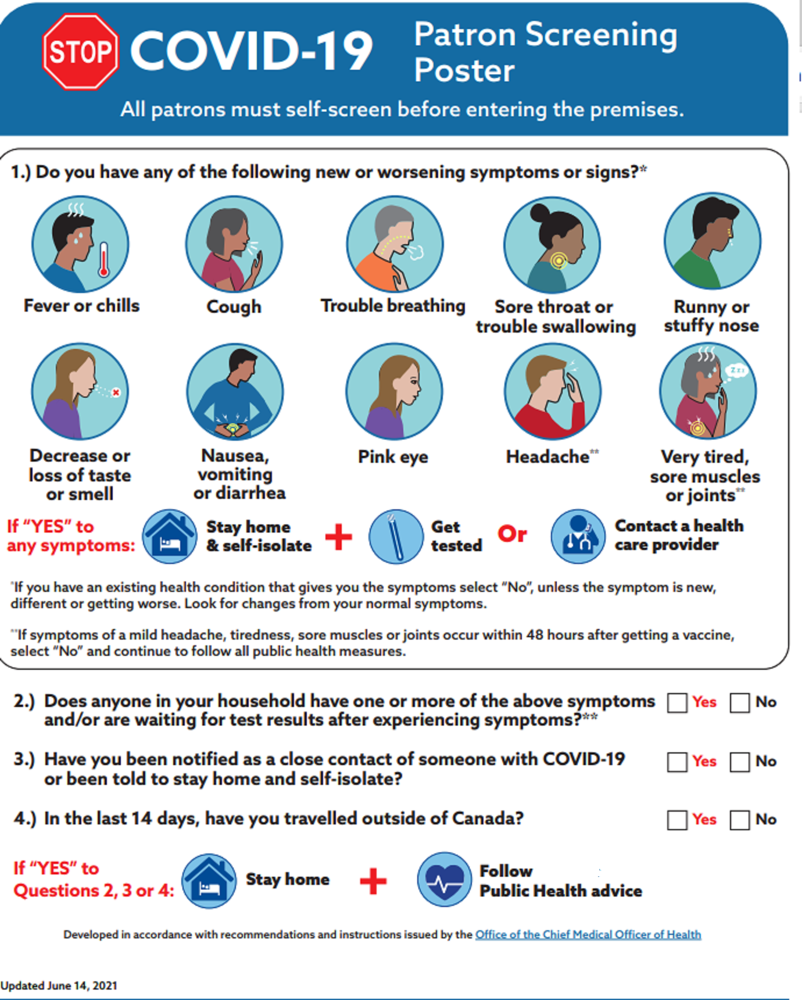 STOP
COVID-19
Patron Screening
Poster
All patrons must self-screen before entering the premises.
1.) Do you have any of the following new or worsening symptoms or signs?*
Fever or chills
Cough
Trouble breathing
Sore throat or
trouble swallowing
Runny or
stuffy nose
Decrease or
loss of taste
or smell
Nausea,
vomiting
or diarrhea
Pink eye
Headache**
zzz
Very tired,
sore muscles
or joints**
If “YES” to
any symptoms:
Stay home
& self-isolate
+
Get
tested
Or
Contact a health
care provider
*If you have an existing health condition that gives you the symptoms select “No”, unless the symptom is new,
different or getting worse. Look for changes from your normal symptoms.
**If symptoms of a mild headache, tiredness, sore muscles or joints occur within 48 hours after getting a vaccine,
select “No” and continue to follow all public health measures.
2.) Does anyone in your household have one or more of the above symptoms
and/or are waiting for test results after experiencing symptoms?**
Yes No
3.) Have you been notified as a close contact of someone with COVID-19
or been told to stay home and self-isolate?
Yes No
4.) In the last 14 days, have you travelled outside of Canada?
Yes No
If “YES” to
Questions 2, 3 or 4:
Stay home
+
Follow
Public Health advice
Developed in accordance with recommendations and instructions issued by the Office of the Chief Medical Officer of Health
Updated June 14, 2021